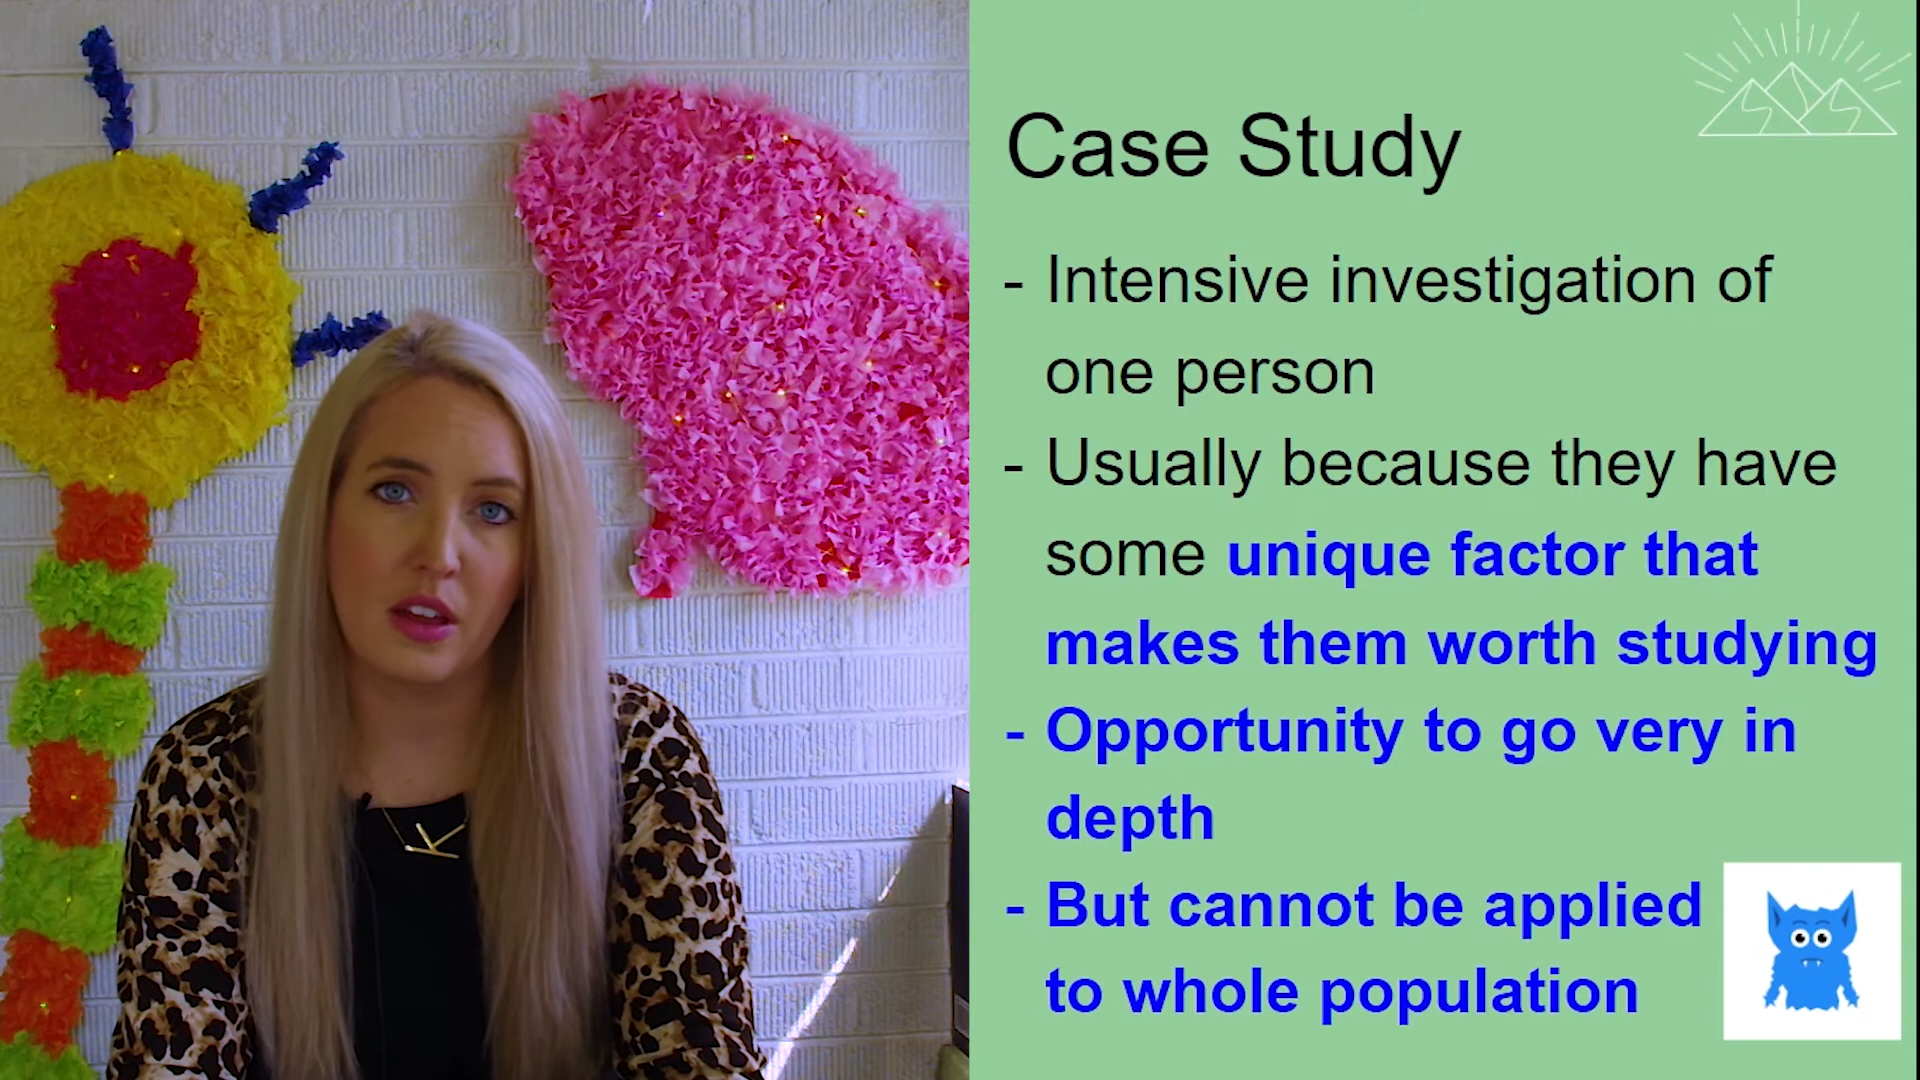 Case Study
- Intensive investigation of
one person
- Usually because they have
some unique factor that
makes them worth studying
- Opportunity to go very in
depth
- But cannot be applied
to whole population